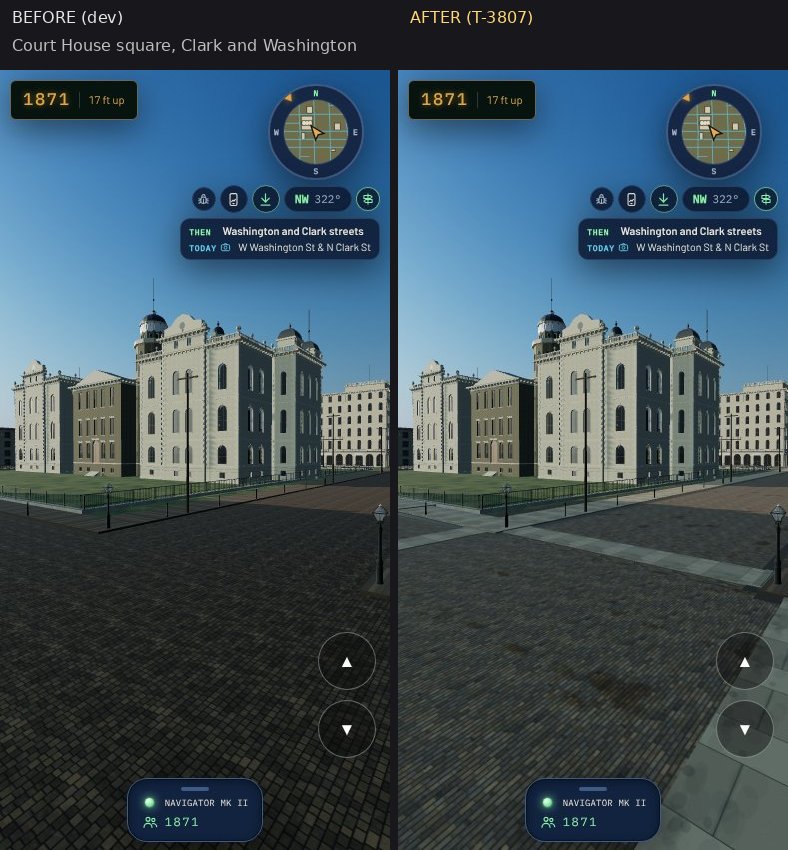 BEFORE (dev)
Court House square, Clark and Washington
AFTER (T-3807)
1871 17 ft up
N
W E
S
NW 322°
THEN Washington and Clark streets
TODAY W Washington St & N Clark St
NAVIGATOR MK II
1871
1871 17 ft up
N
W E
S
NW 322°
THEN Washington and Clark streets
TODAY W Washington St & N Clark St
NAVIGATOR MK II
1871